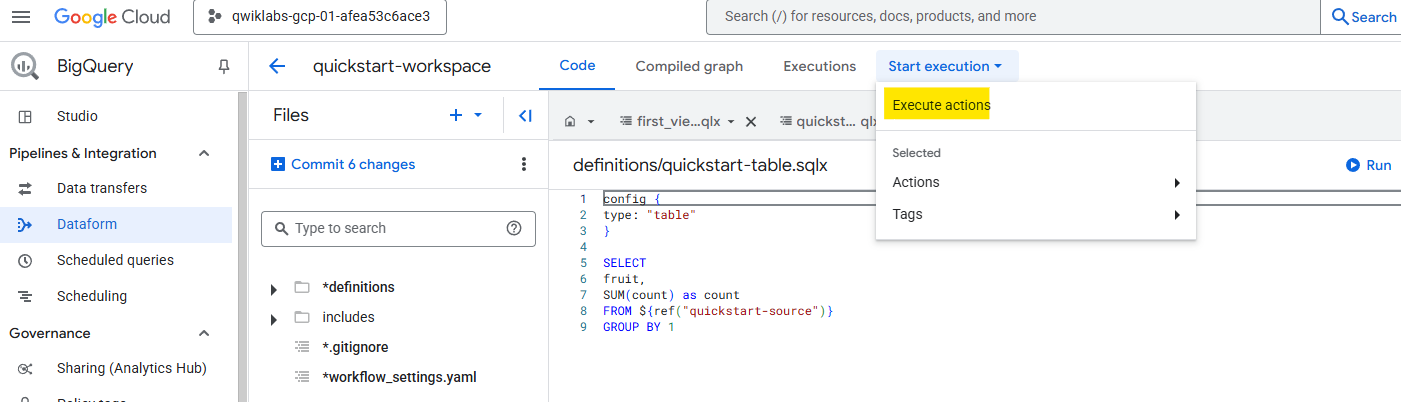 Google Cloud
qwiklabs-gcp-01-afea53c6ace3
Search (/) for resources, docs, products, and more
Search
BigQuery
quickstart-workspace
Code
Compiled graph
Executions
Start execution
Studio
Pipelines & Integration
Data transfers
Dataform
Scheduled queries
Scheduling
Governance
Sharing (Analytics Hub)
Policy tags
Files
Commit 6 changes
Type to search
*definitions
includes
*.gitignore
*workflow_settings.yaml
first_vie...qlx
quickst... qlx
definitions/quickstart-table.sqlx
Run
1 config {
2 type: "table"
3 }
4
5 SELECT
6 fruit,
7 SUM(count) as count
8 FROM ${ref("quickstart-source")}
9 GROUP BY 1
Execute actions
Selected
Actions
Tags